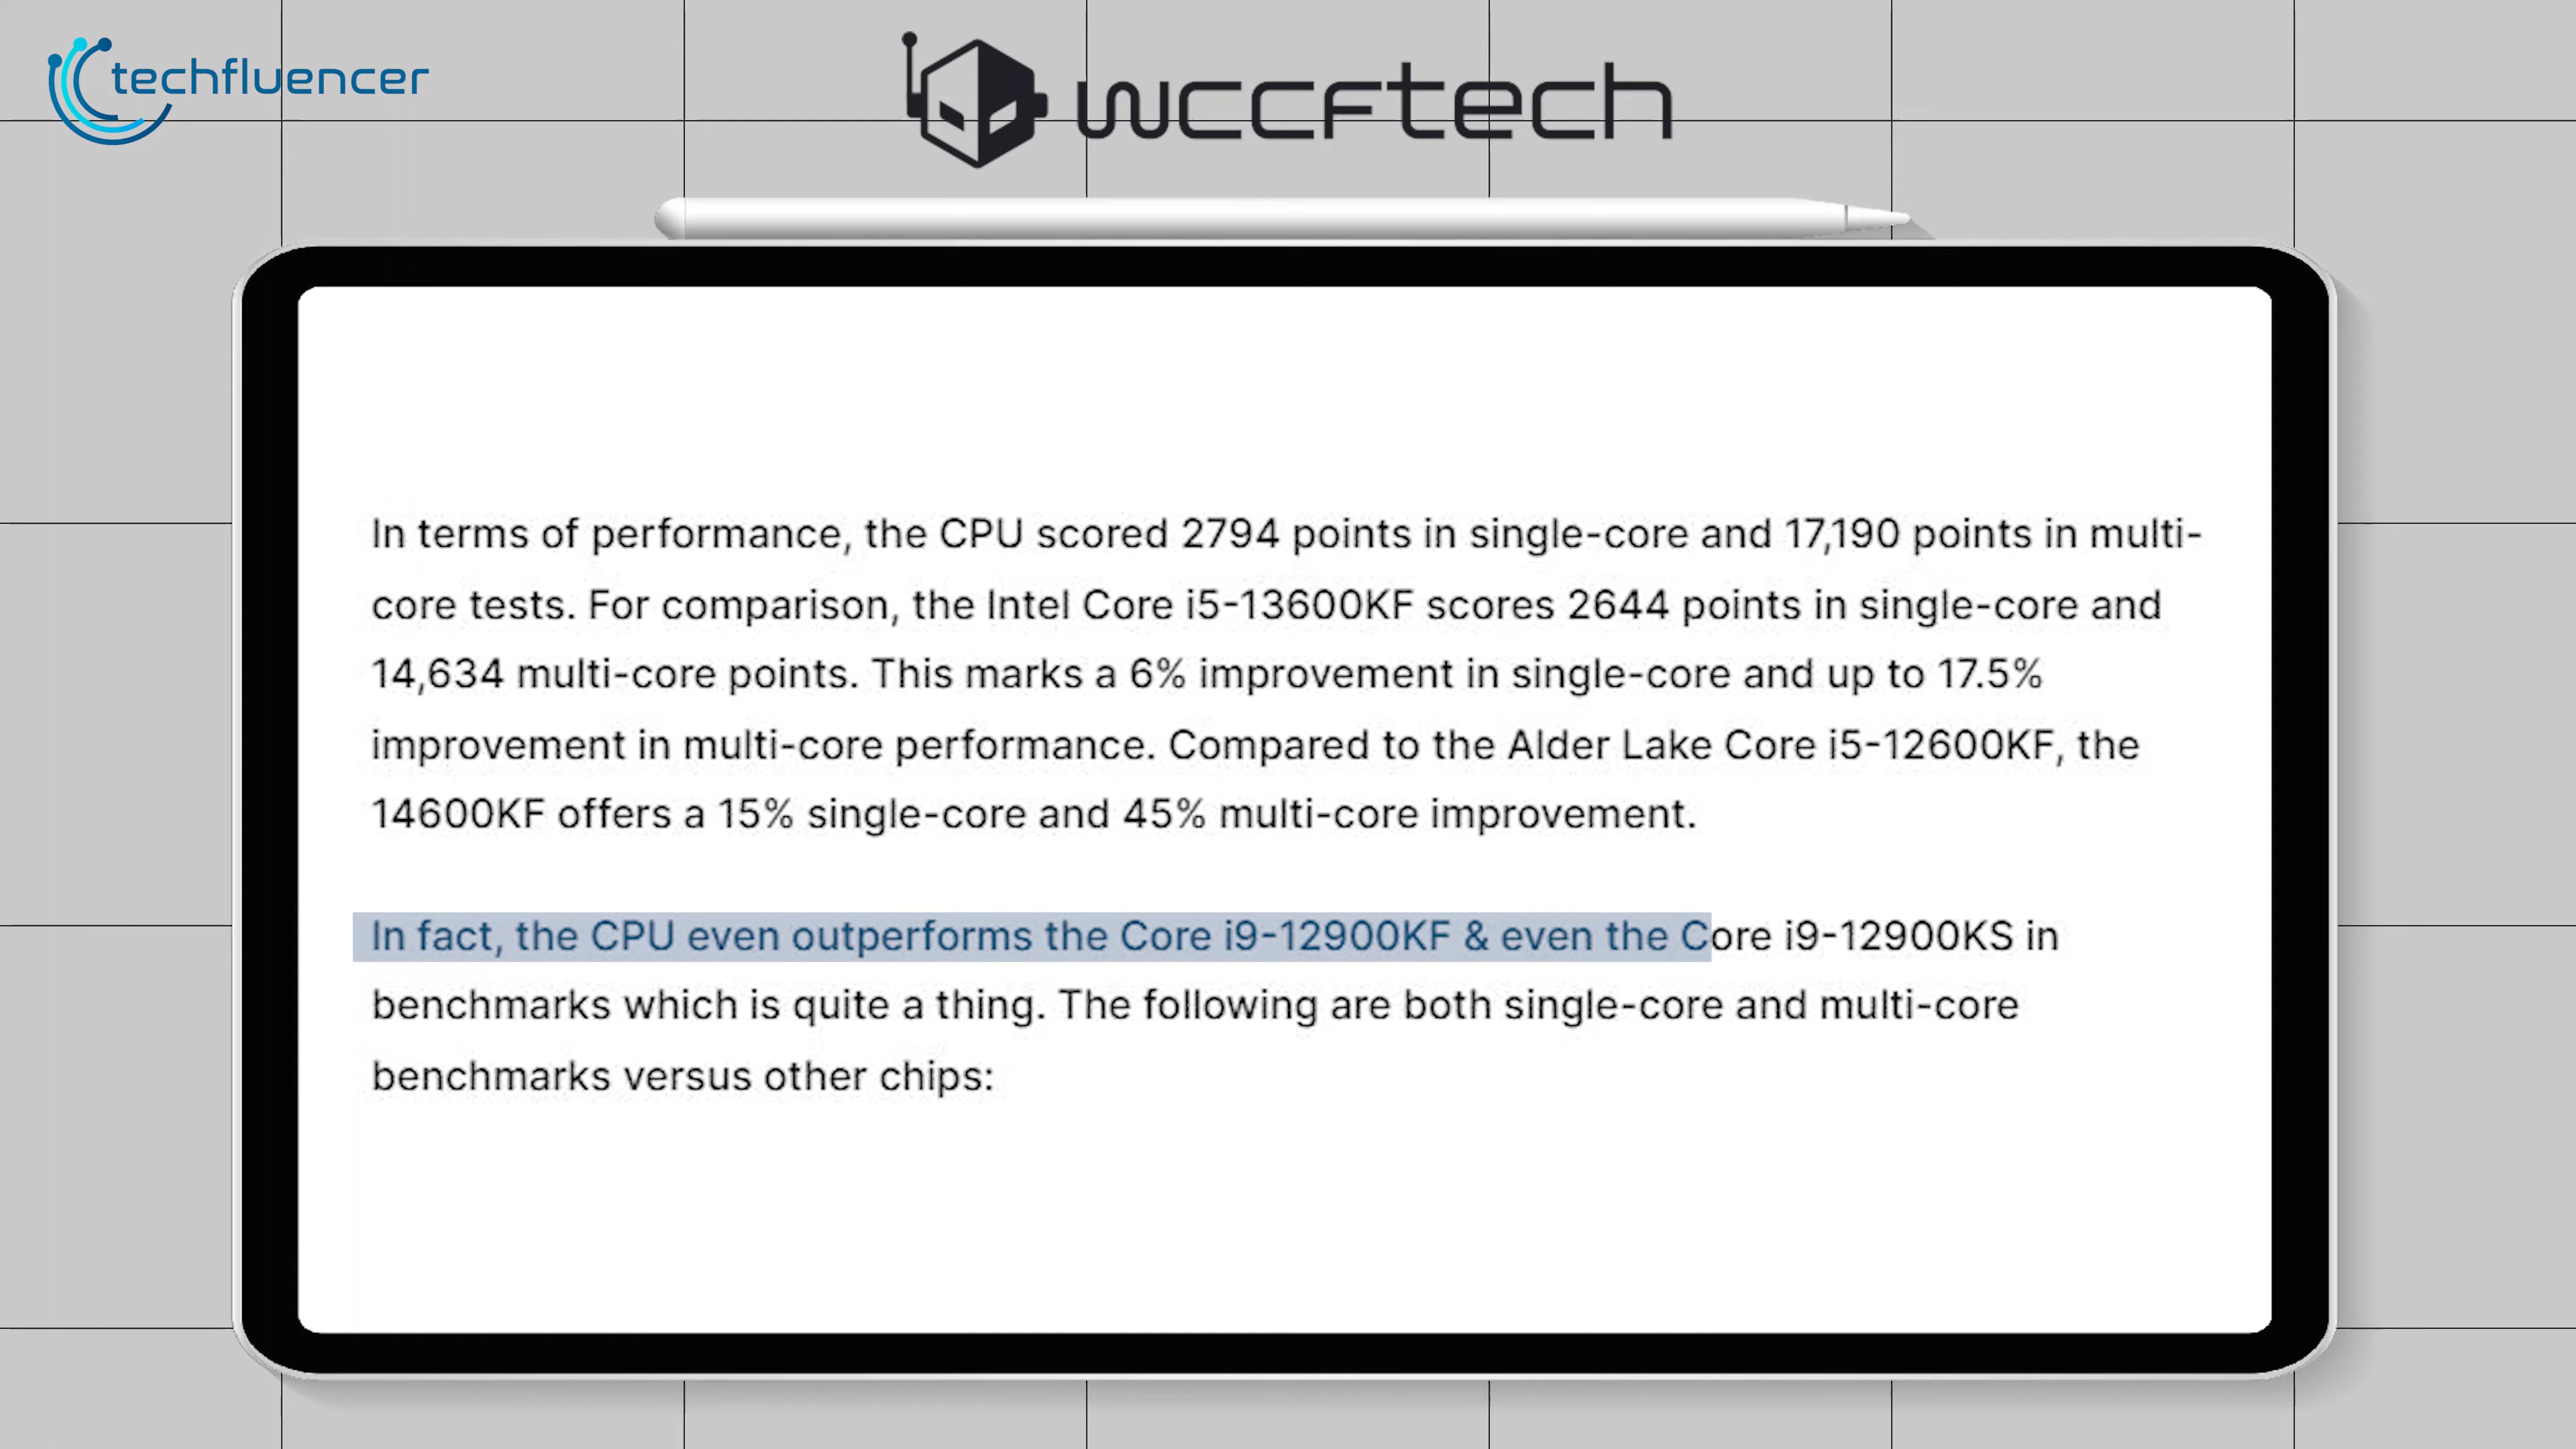 techfluencer
wccftech
In terms of performance, the CPU scored 2794 points in single-core and 17,190 points in multi-
core tests. For comparison, the Intel Core i5-13600KF scores 2644 points in single-core and
14,634 multi-core points. This marks a 6% improvement in single-core and up to 17.5%
improvement in multi-core performance. Compared to the Alder Lake Core i5-12600KF, the
14600KF offers a 15% single-core and 45% multi-core improvement.
In fact, the CPU even outperforms the Core i9-12900KF & even the Core i9-12900KS in
benchmarks which is quite a thing. The following are both single-core and multi-core
benchmarks versus other chips: